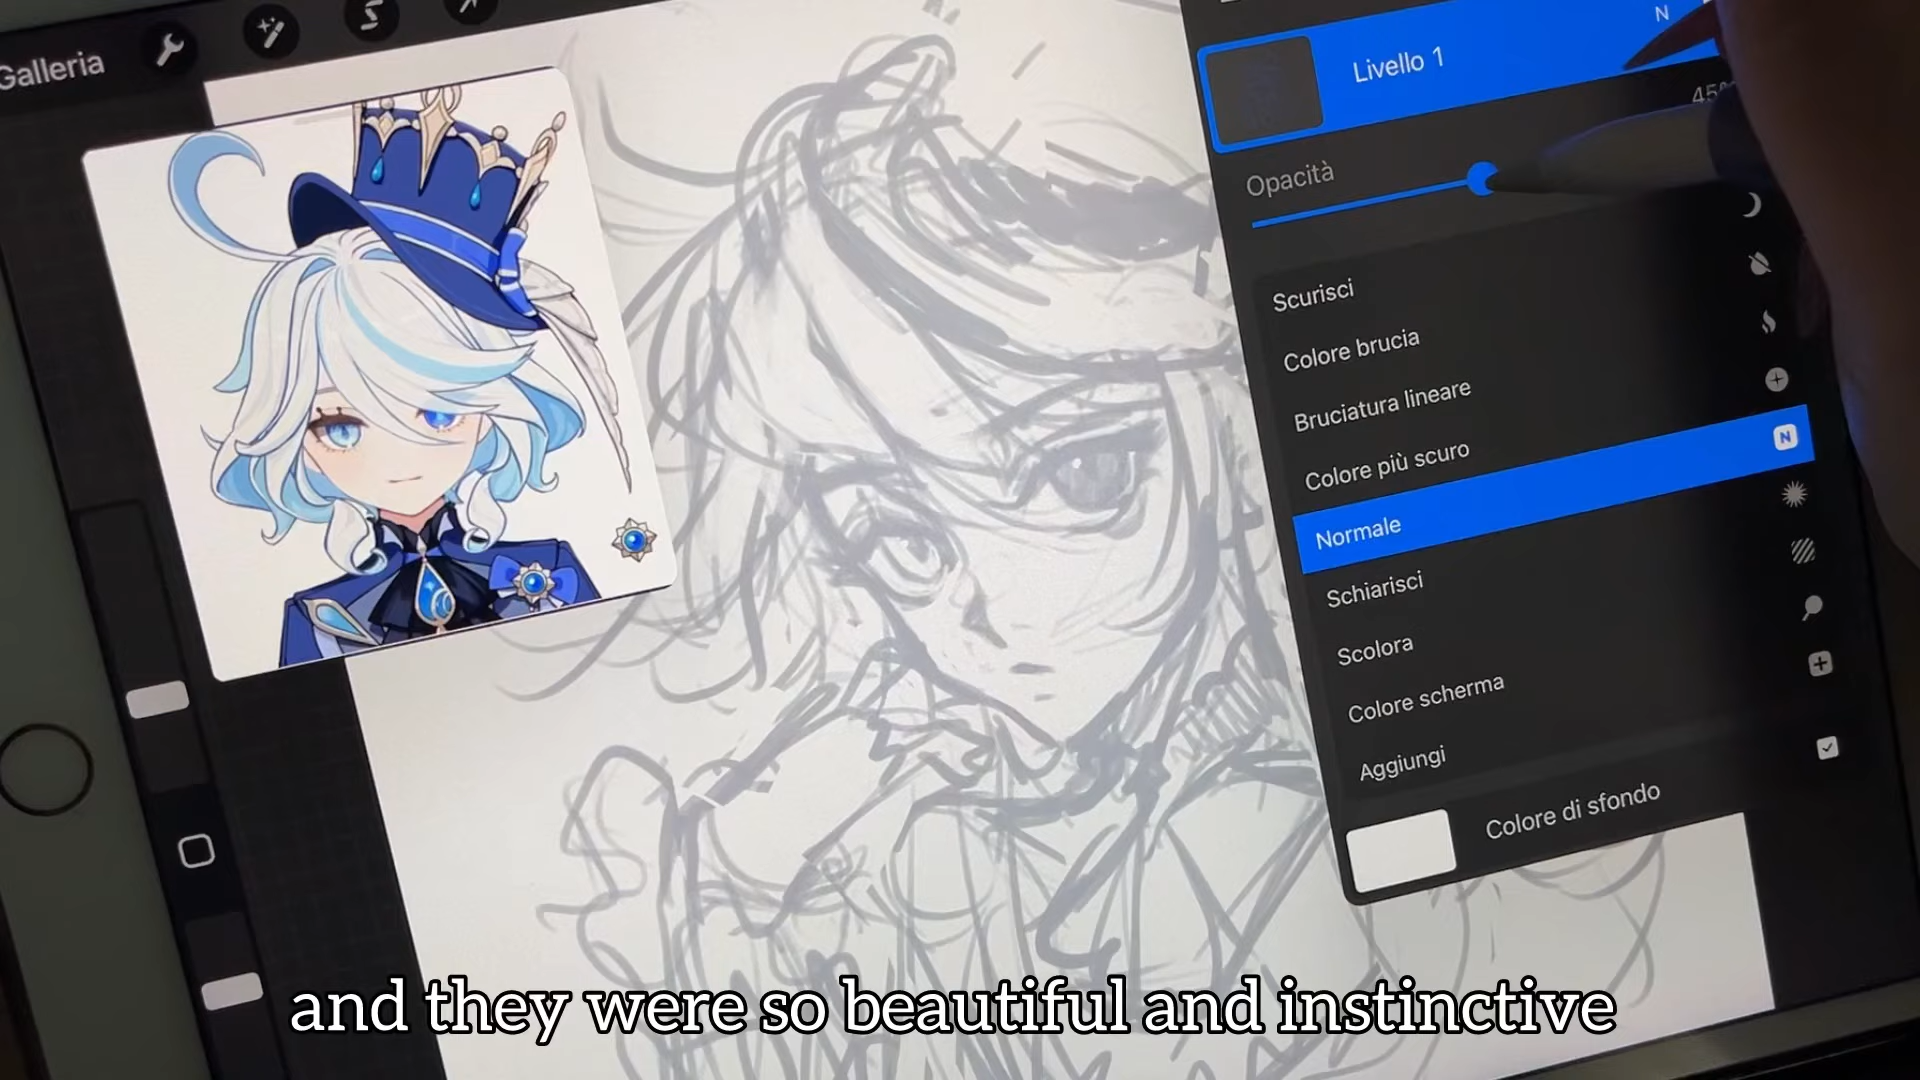 Galleria
N
Livello 1
45%
Opacità
Scurisci
Colore brucia
Bruciatura lineare
Colore più scuro
Normale
N
Schiarisci
Scolora
Colore scherma
Aggiungi
Colore di sfondo
and they were so beautiful and instinctive